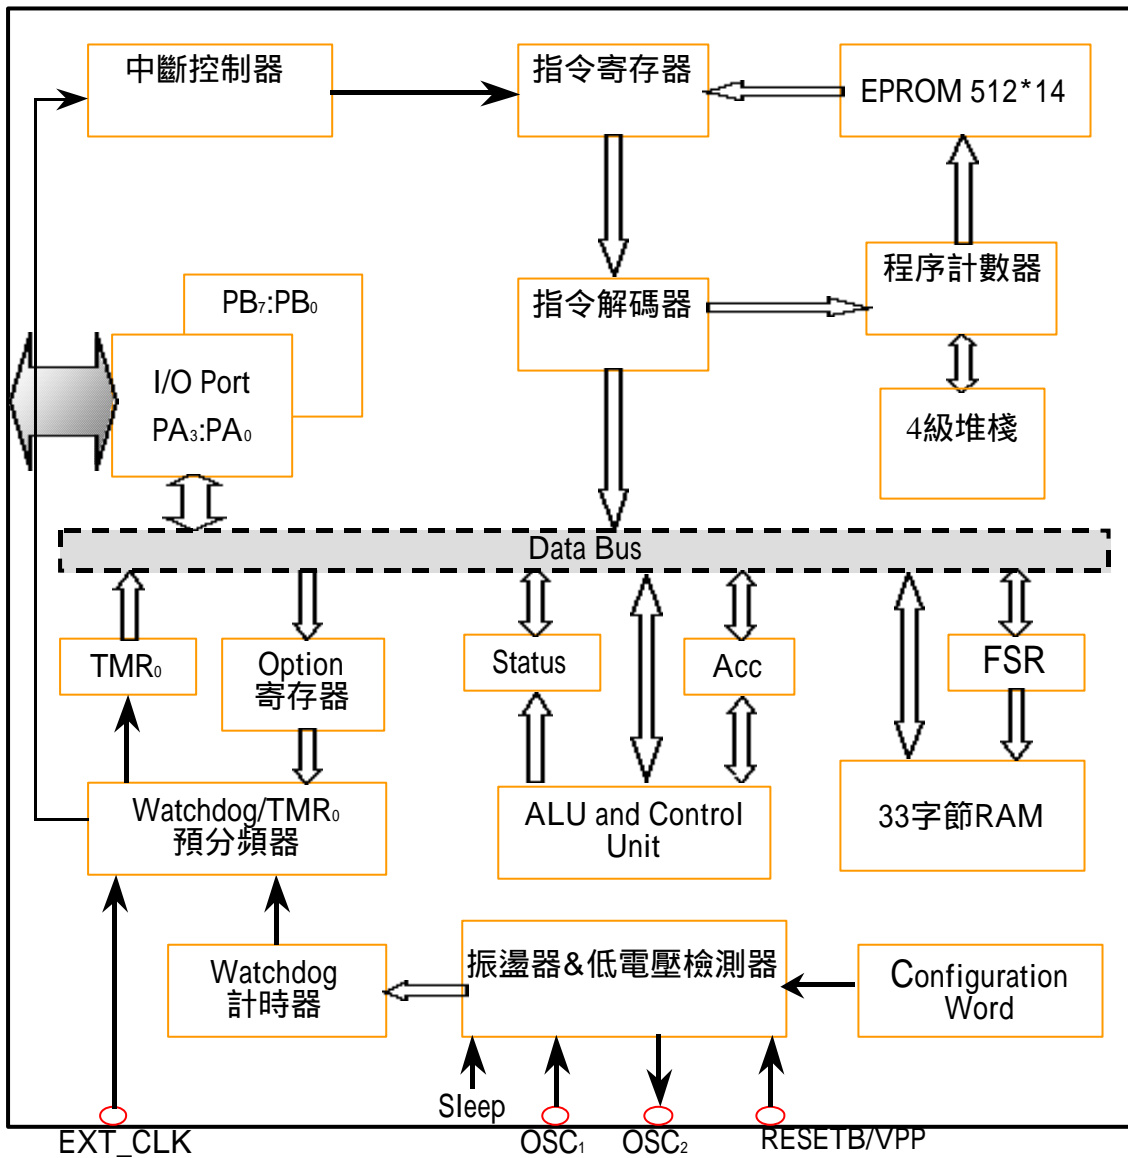 中斷控制器
指令寄存器
EPROM 512*14
程序計數器
PB7:PB0
指令解碼器
I/O Port
PA3:PA0
4級堆棧
Data Bus
TMR0
Option
寄存器
Status
Acc
FSR
Watchdog/TMR0
預分頻器
ALU and Control
Unit
33字節RAM
Watchdog
計時器
振盪器&低電壓檢測器
Configuration
Word
Sleep
EXT_CLK
OSC1
OSC2
RESETB/VPP